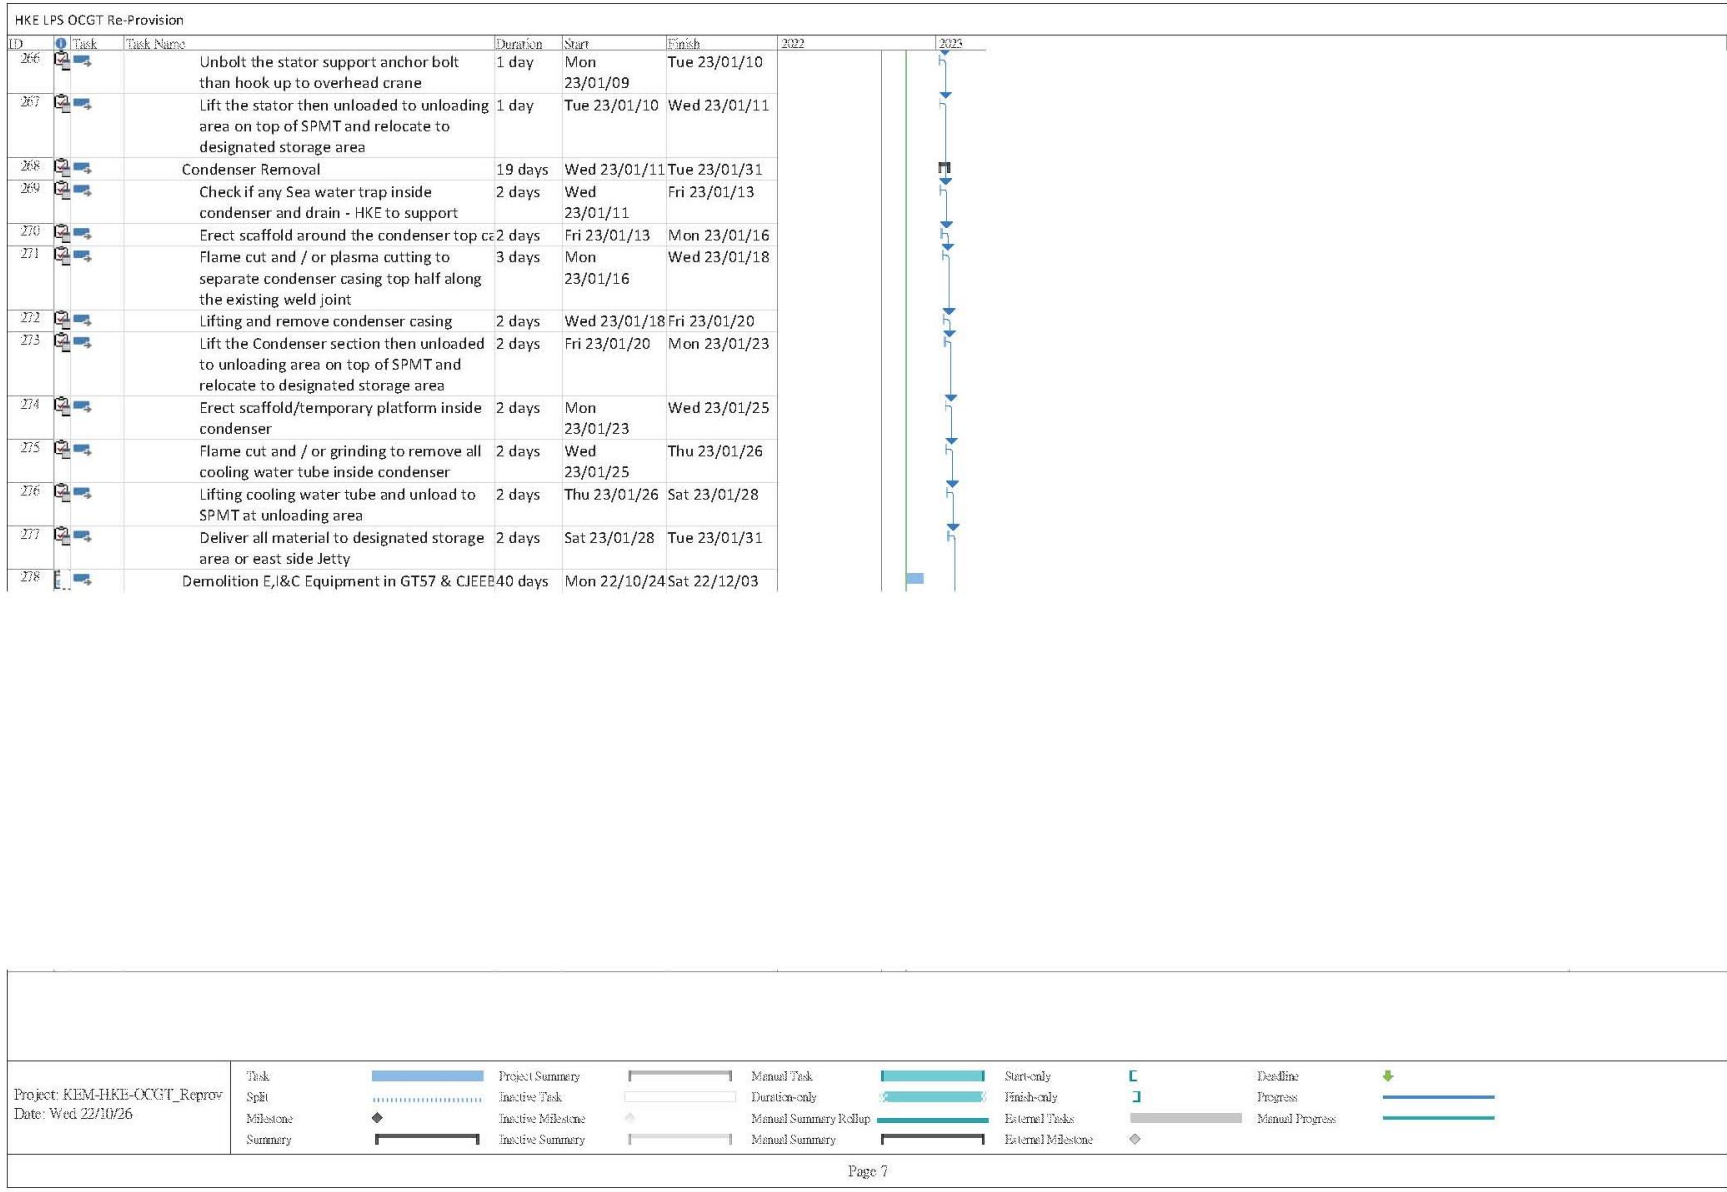 HKE LPS OCGT Re-Provision
ID Task Task Name Duration Start Finish 2022 2023
266 Unbolt the stator support anchor bolt 1 day Mon Tue 23/01/10
than hook up to overhead crane 23/01/09
267 Lift the stator then unloaded to unloading 1 day Tue 23/01/10 Wed 23/01/11
area on top of SPMT and relocate to
designated storage area
268 Condenser Removal 19 days Wed 23/01/11 Tue 23/01/31
269 Check if any Sea water trap inside 2 days Wed Fri 23/01/13
condenser and drain - HKE to support 23/01/11
270 Erect scaffold around the condenser top ca 2 days Fri 23/01/13 Mon 23/01/16
271 Flame cut and / or plasma cutting to 3 days Mon Wed 23/01/18
separate condenser casing top half along 23/01/16
the existing weld joint
272 Lifting and remove condenser casing 2 days Wed 23/01/18 Fri 23/01/20
273 Lift the Condenser section then unloaded 2 days Fri 23/01/20 Mon 23/01/23
to unloading area on top of SPMT and
relocate to designated storage area
274 Erect scaffold/temporary platform inside 2 days Mon Wed 23/01/25
condenser 23/01/23
275 Flame cut and / or grinding to remove all 2 days Wed Thu 23/01/26
cooling water tube inside condenser 23/01/25
276 Lifting cooling water tube and unload to 2 days Thu 23/01/26 Sat 23/01/28
SPMT at unloading area
277 Deliver all material to designated storage 2 days Sat 23/01/28 Tue 23/01/31
area or east side Jetty
278 Demolition E,I&C Equipment in GT57 & CJEEB 40 days Mon 22/10/24 Sat 22/12/03
Project: KEM-HKE-OCGT_Reprov
Date: Wed 22/10/26
Task Project Summary Manual Task Start-only Deadline
Split Inactive Task Duration-only Finish-only Progress
Milestone Inactive Milestone Manual Summary Rollup External Tasks Manual Progress
Summary Inactive Summary Manual Summary External Milestone
Page 7